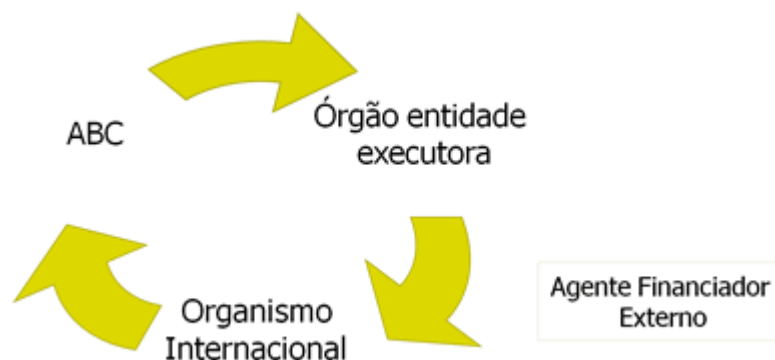 ABC
Órgão entidade
executora
Organismo
Internacional
Agente Financiador
Externo